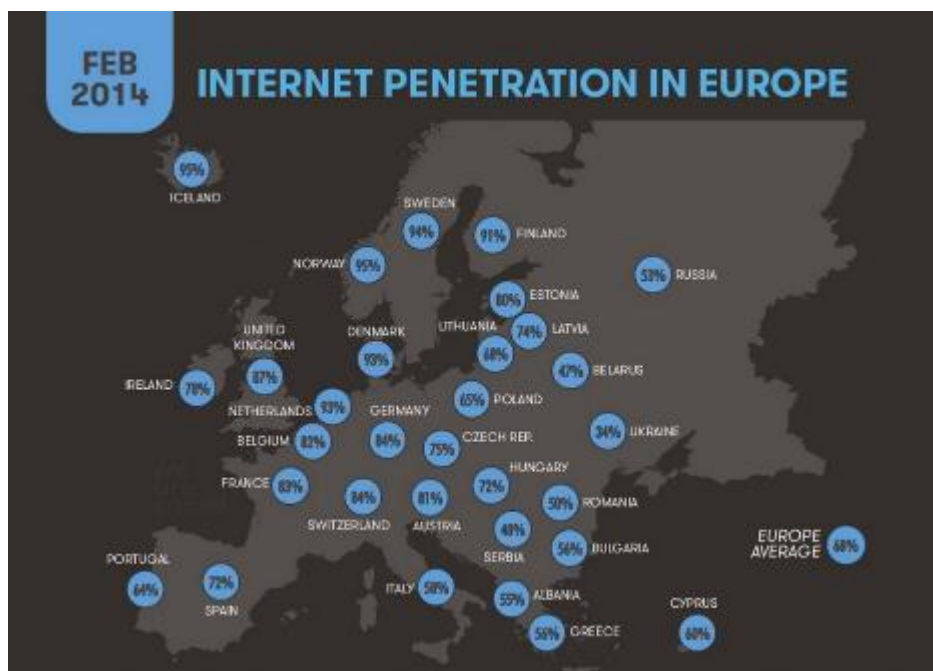 FEB
2014
INTERNET PENETRATION IN EUROPE
95%
ICELAND
SWEDEN
94%
91%
FINLAND
NORWAY
95%
53%
RUSSIA
80%
ESTONIA
LITHUANIA
74%
LATVIA
68%
UNITED
KINGDOM
87%
DENMARK
93%
47%
BELARUS
IRELAND
78%
NETHERLANDS
93%
65%
POLAND
GERMANY
84%
BELGIUM
82%
75%
CZECH REP.
34%
UKRAINE
HUNGARY
72%
FRANCE
83%
84%
SWITZERLAND
81%
AUSTRIA
50%
ROMANIA
SERBIA
56%
BULGARIA
EUROPE
AVERAGE
68%
PORTUGAL
64%
72%
SPAIN
ITALY
58%
55%
ALBANIA
56%
GREECE
CYPRUS
60%